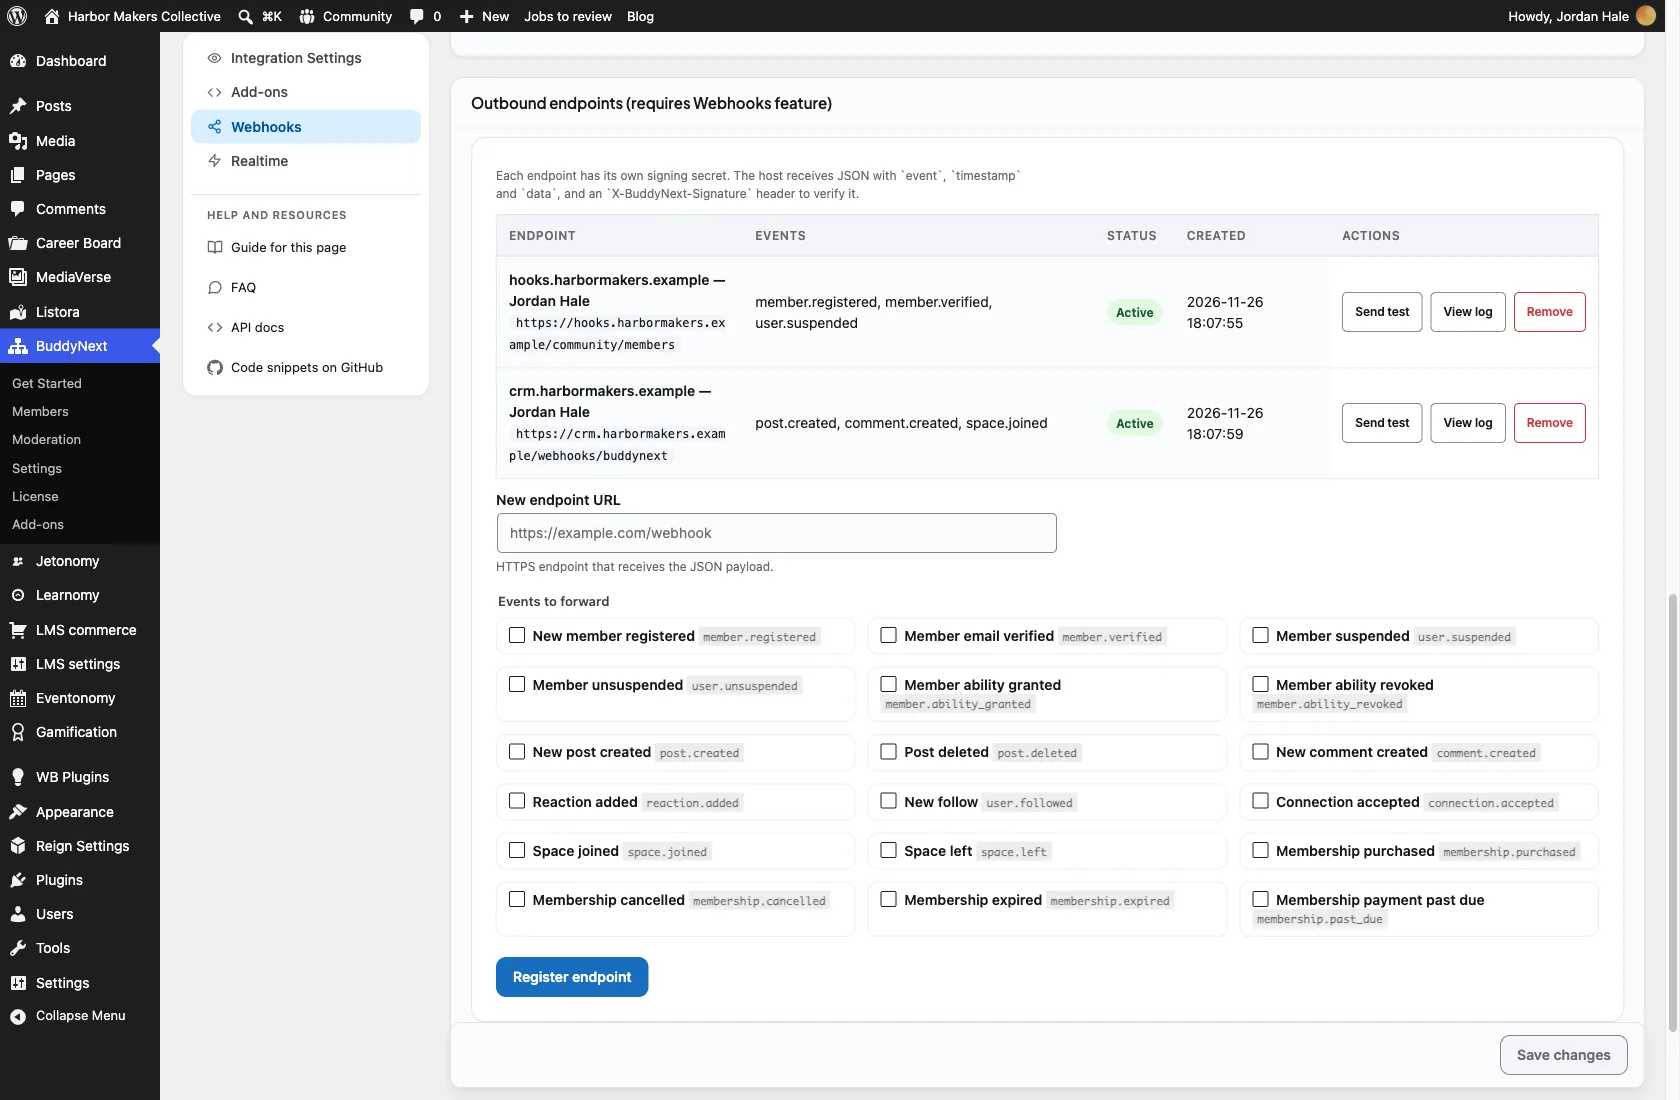 Harbor Makers Collective
⌘K
Community
0
New
Jobs to review
Blog
Howdy, Jordan Hale
Dashboard
Posts
Media
Pages
Comments
Career Board
MediaVerse
Listora
BuddyNext
Get Started
Members
Moderation
Settings
License
Add-ons
Jetonomy
Learnomy
LMS commerce
LMS settings
Eventonomy
Gamification
WB Plugins
Appearance
Reign Settings
Plugins
Users
Tools
Settings
Collapse Menu
Integration Settings
Add-ons
Webhooks
Realtime
HELP AND RESOURCES
Guide for this page
FAQ
API docs
Code snippets on GitHub
Outbound endpoints (requires Webhooks feature)
Each endpoint has its own signing secret. The host receives JSON with `event`, `timestamp`
and `data`, and an `X-BuddyNext-Signature` header to verify it.
ENDPOINT EVENTS STATUS CREATED ACTIONS
hooks.harbormakers.example —
Jordan Hale
https://hooks.harbormakers.ex
ample/community/members
member.registered, member.verified,
user.suspended
Active
2026-11-26
18:07:55
Send test View log Remove
crm.harbormakers.example —
Jordan Hale
https://crm.harbormakers.exam
ple/webhooks/buddynext
post.created, comment.created, space.joined
Active
2026-11-26
18:07:59
Send test View log Remove
New endpoint URL
https://example.com/webhook
HTTPS endpoint that receives the JSON payload.
Events to forward
New member registered member.registered
Member email verified member.verified
Member suspended user.suspended
Member unsuspended user.unsuspended
Member ability granted
member.ability_granted
Member ability revoked
member.ability_revoked
New post created post.created
Post deleted post.deleted
New comment created comment.created
Reaction added reaction.added
New follow user.followed
Connection accepted connection.accepted
Space joined space.joined
Space left space.left
Membership purchased membership.purchased
Membership cancelled membership.cancelled
Membership expired membership.expired
Membership payment past due
membership.past_due
Register endpoint
Save changes